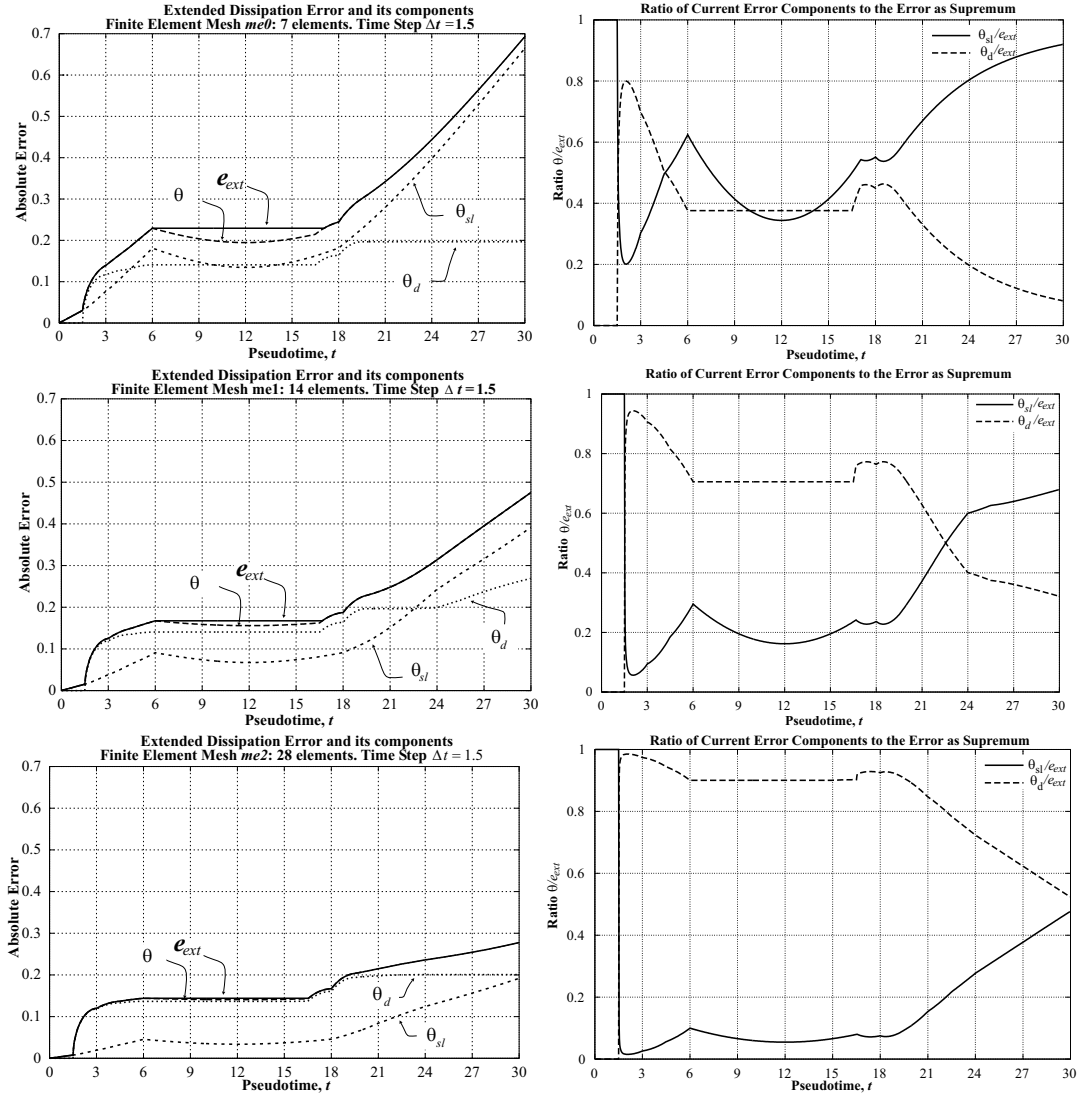 Extended Dissipation Error and its components
Finite Element Mesh me0: 7 elements. Time Step Δt =1.5
Absolute Error
0.7
0.6
0.5
0.4
0.3
0.2
0.1
0
θ
e_ext
θ_sl
θ_d
0 3 6 9 12 15 18 21 24 27 30
Pseudotime, t
Ratio of Current Error Components to the Error as Supremum
θ_sl/e_ext
θ_d/e_ext
Ratio θ/e_ext
1
0.8
0.6
0.4
0.2
0
0 3 6 9 12 15 18 21 24 27 30
Pseudotime, t
Extended Dissipation Error and its components
Finite Element Mesh me1: 14 elements. Time Step Δ t =1.5
Absolute Error
0.7
0.6
0.5
0.4
0.3
0.2
0.1
0
θ
e_ext
θ_d
θ_sl
0 3 6 9 12 15 18 21 24 27 30
Pseudotime, t
Ratio of Current Error Components to the Error as Supremum
θ_sl/e_ext
θ_d/e_ext
Ratio θ/e_ext
1
0.8
0.6
0.4
0.2
0
0 3 6 9 12 15 18 21 24 27 30
Pseudotime, t
Extended Dissipation Error and its components
Finite Element Mesh me2: 28 elements. Time Step Δt = 1.5
Absolute Error
0.7
0.6
0.5
0.4
0.3
0.2
0.1
0
θ
e_ext
θ_d
θ_sl
0 3 6 9 12 15 18 21 24 27 30
Pseudotime, t
Ratio of Current Error Components to the Error as Supremum
θ_sl/e_ext
θ_d/e_ext
Ratio θ/e_ext
1
0.8
0.6
0.4
0.2
0
0 3 6 9 12 15 18 21 24 27 30
Pseudotime, t